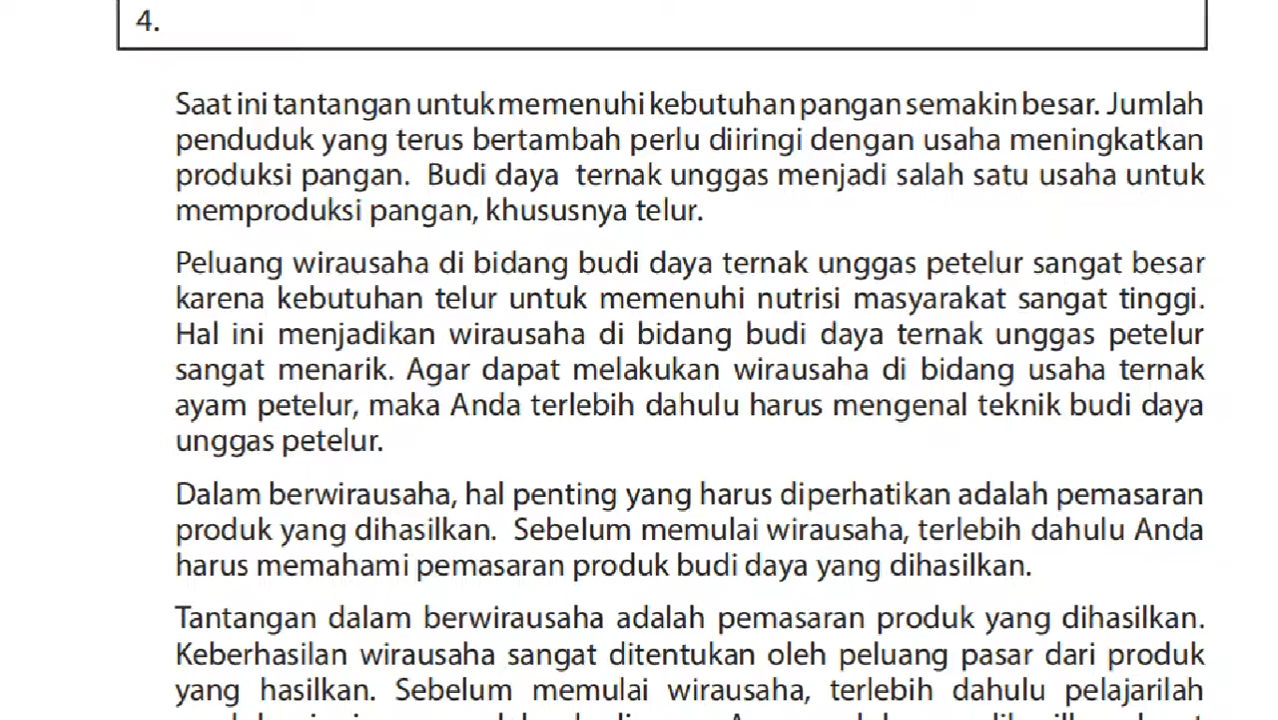 4.
Saat ini tantangan untuk memenuhi kebutuhan pangan semakin besar. Jumlah
penduduk yang terus bertambah perlu diiringi dengan usaha meningkatkan
produksi pangan. Budi daya ternak unggas menjadi salah satu usaha untuk
memproduksi pangan, khususnya telur.
Peluang wirausaha di bidang budi daya ternak unggas petelur sangat besar
karena kebutuhan telur untuk memenuhi nutrisi masyarakat sangat tinggi.
Hal ini menjadikan wirausaha di bidang budi daya ternak unggas petelur
sangat menarik. Agar dapat melakukan wirausaha di bidang usaha ternak
ayam petelur, maka Anda terlebih dahulu harus mengenal teknik budi daya
unggas petelur.
Dalam berwirausaha, hal penting yang harus diperhatikan adalah pemasaran
produk yang dihasilkan. Sebelum memulai wirausaha, terlebih dahulu Anda
harus memahami pemasaran produk budi daya yang dihasilkan.
Tantangan dalam berwirausaha adalah pemasaran produk yang dihasilkan.
Keberhasilan wirausaha sangat ditentukan oleh peluang pasar dari produk
yang hasilkan. Sebelum memulai wirausaha, terlebih dahulu pelajarilah